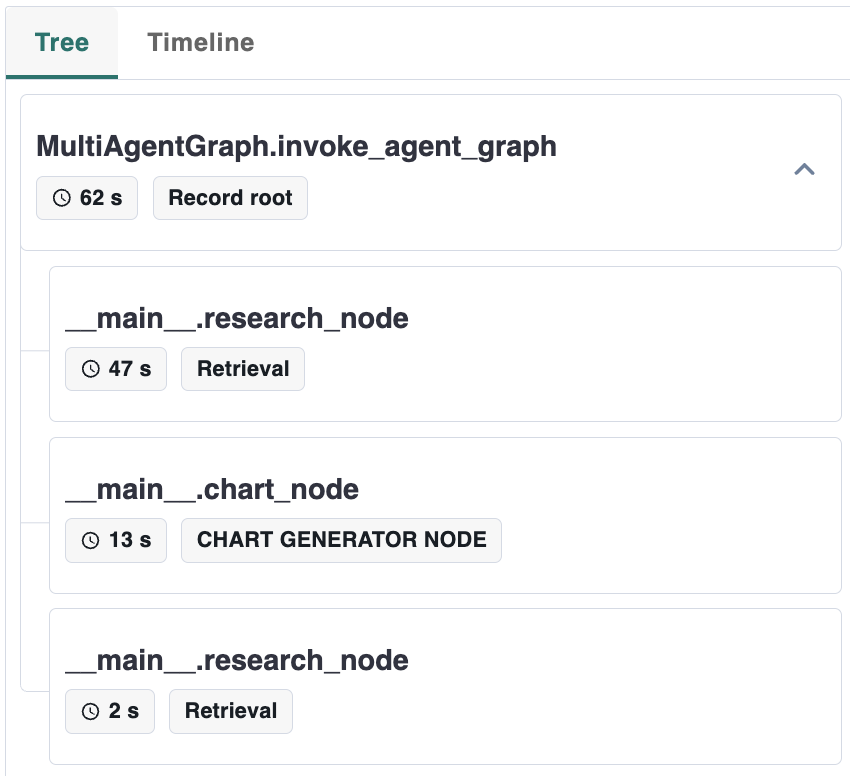 Tree Timeline
MultiAgentGraph.invoke_agent_graph
62 s Record root
__main__.research_node
47 s Retrieval
__main__.chart_node
13 s CHART GENERATOR NODE
__main__.research_node
2 s Retrieval